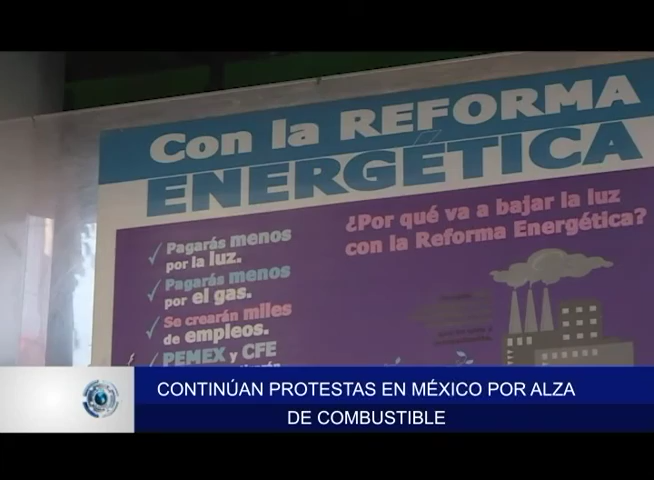 Con la REFORMA
ENERGÉTICA
¿Por qué va a bajar la luz
con la Reforma Energética?
Pagarás menos
por la luz.
Pagarás menos
por el gas.
Se crearán miles
de empleos.
PEMEX y CFE
CONTINÚAN PROTESTAS EN MÉXICO POR ALZA
DE COMBUSTIBLE